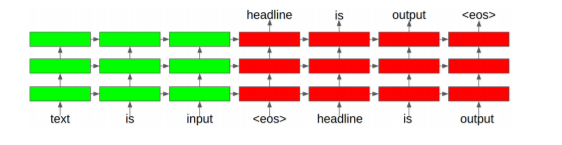 headline is output <eos>
text is input <eos> headline is output